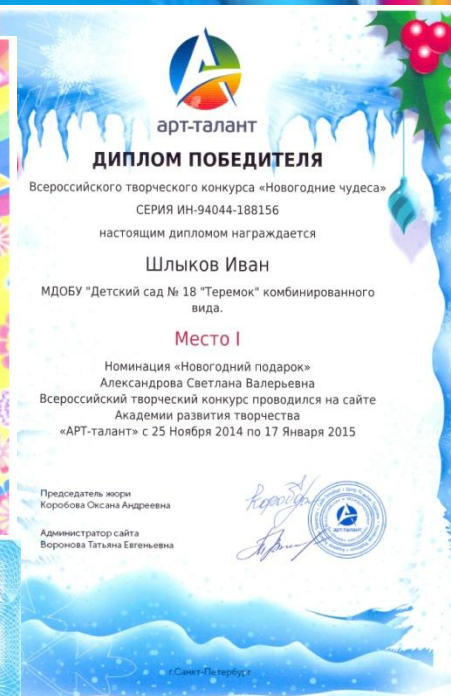 арт-талант
ДИПЛОМ ПОБЕДИТЕЛЯ
Всероссийского творческого конкурса «Новогодние чудеса»
СЕРИЯ ИН-94044-188156
настоящим дипломом награждается
Шлыков Иван
МДОБУ "Детский сад № 18 "Теремок" комбинированного
вида.
Место I
Номинация «Новогодний подарок»
Александрова Светлана Валерьевна
Всероссийский творческий конкурс проводился на сайте
Академии развития творчества
«АРТ-талант» с 25 Ноября 2014 по 17 Января 2015
Председатель жюри
Коробова Оксана Андреевна
Администратор сайта
Воронова Татьяна Евгеньевна
арт-талант
г.Санкт-Петербург